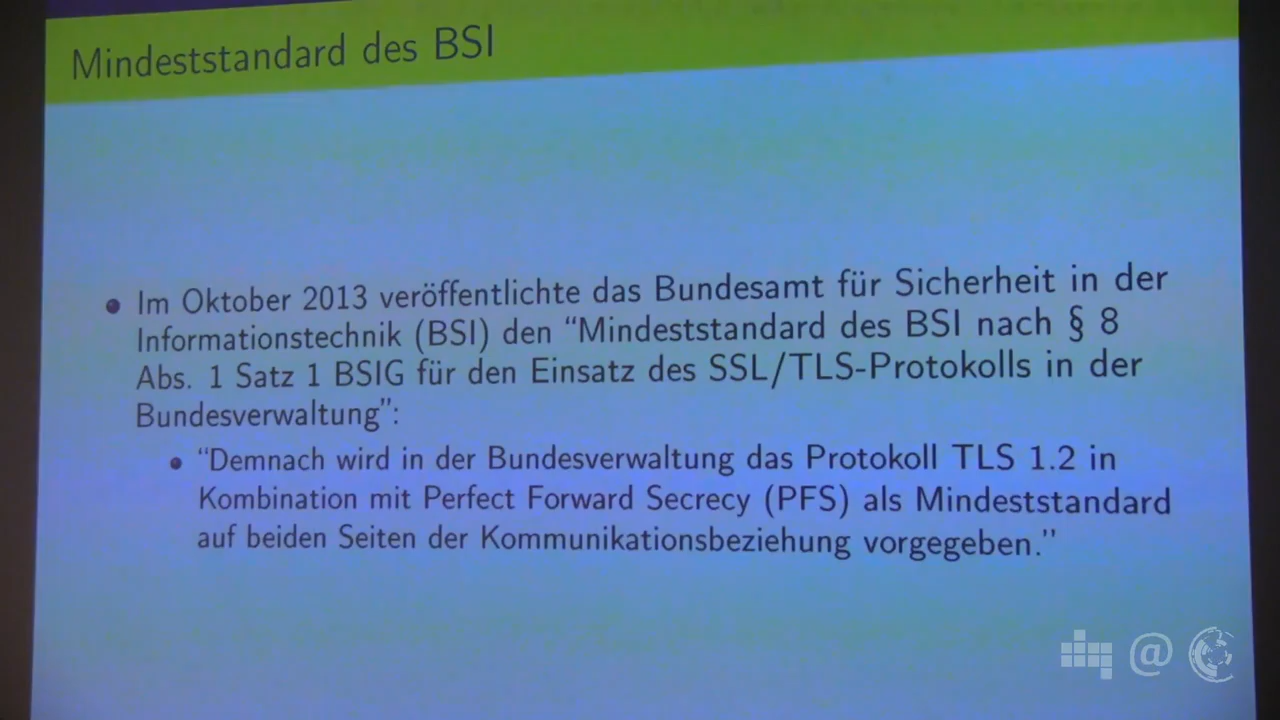 Mindeststandard des BSI
Im Oktober 2013 veröffentlichte das Bundesamt für Sicherheit in der
Informationstechnik (BSI) den “Mindeststandard des BSI nach § 8
Abs. 1 Satz 1 BSIG für den Einsatz des SSL/TLS-Protokolls in der
Bundesverwaltung”:
“Demnach wird in der Bundesverwaltung das Protokoll TLS 1.2 in
Kombination mit Perfect Forward Secrecy (PFS) als Mindeststandard
auf beiden Seiten der Kommunikationsbeziehung vorgegeben.”
@